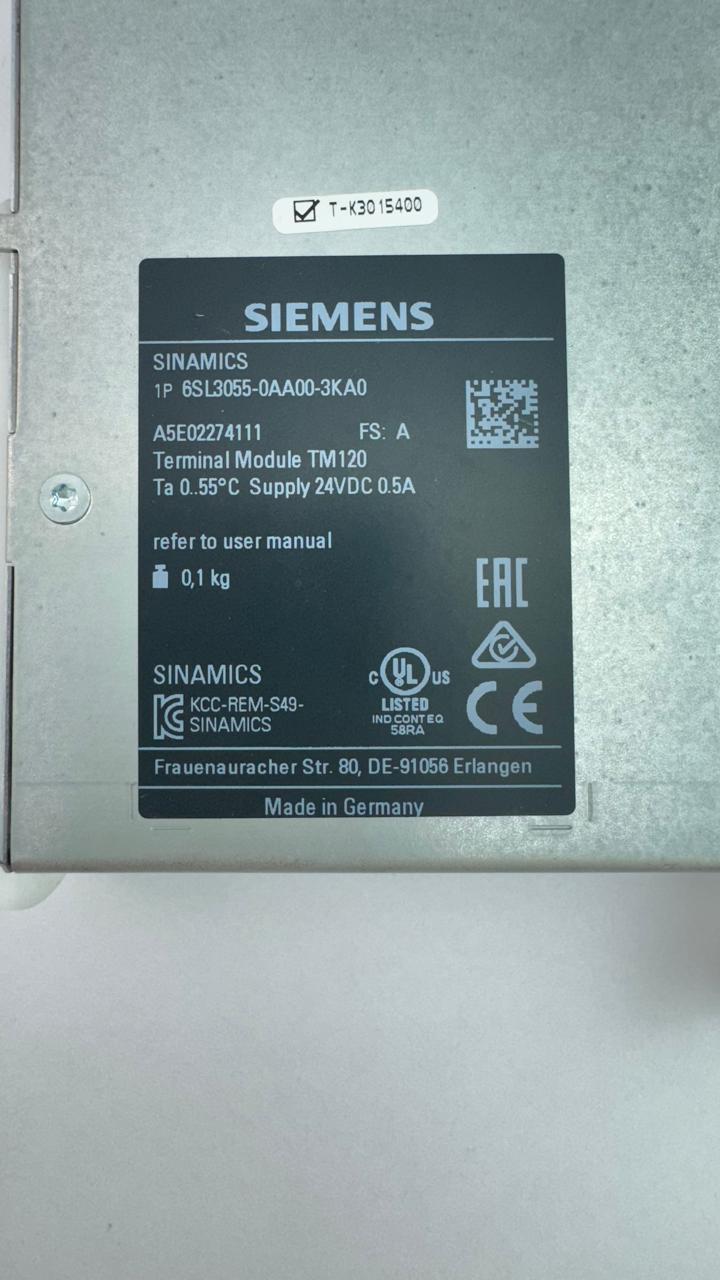 T-K3015400
SIEMENS
SINAMICS
1P 6SL3055-0AA00-3KA0
A5E02274111 FS: A
Terminal Module TM120
Ta 0..55°C Supply 24VDC 0.5A
refer to user manual
0,1 kg
EAC
SINAMICS
KCC-REM-S49-
SINAMICS
C UL US
LISTED
IND CONT EQ
58RA
CE
Frauenauracher Str. 80, DE-91056 Erlangen
Made in Germany